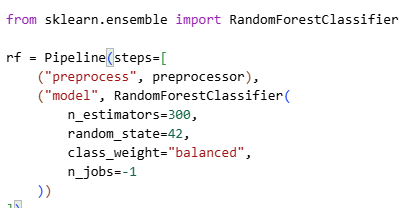 from sklearn.ensemble import RandomForestClassifier
rf = Pipeline(steps=[
    ("preprocess", preprocessor),
    ("model", RandomForestClassifier(
        n_estimators=300,
        random_state=42,
        class_weight="balanced",
        n_jobs=-1
    ))
])